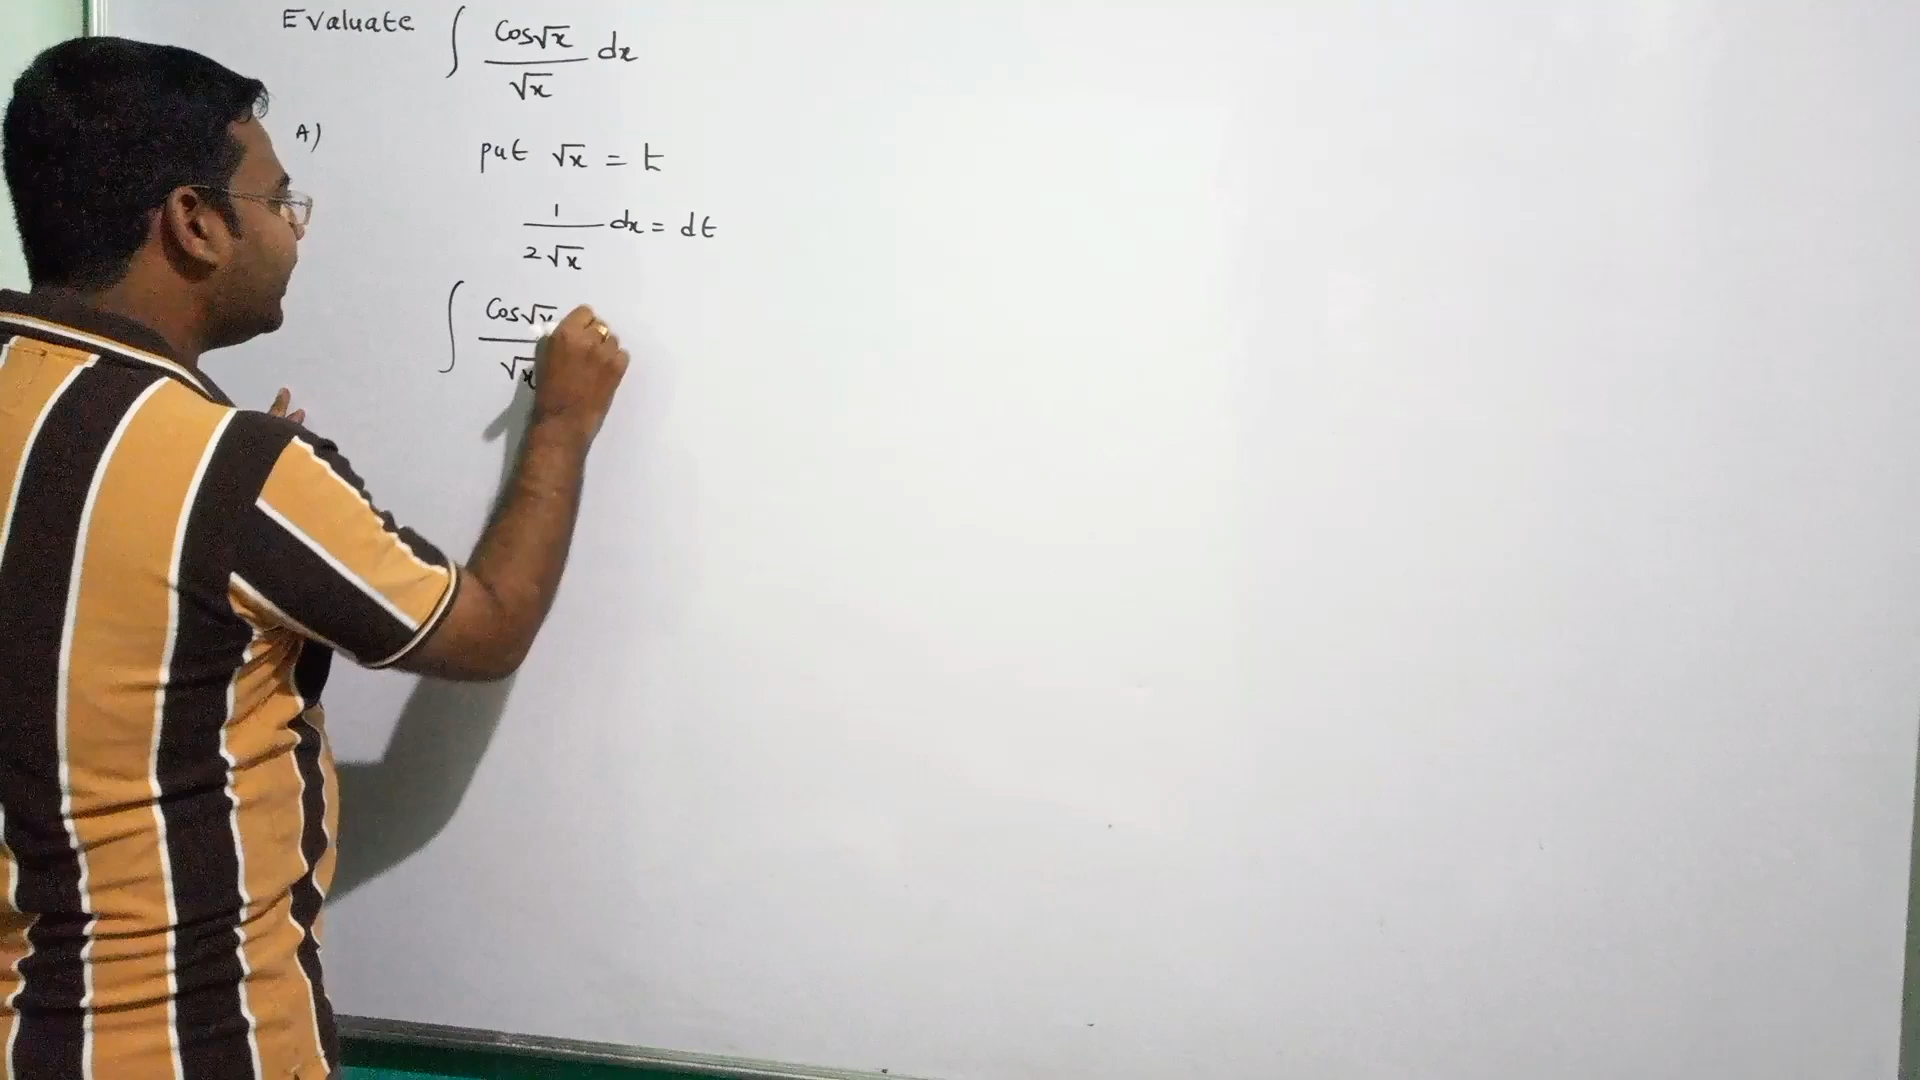 Evaluate ∫ cos√x / √x dx
A)
put √x = t
1 / 2√x dx = dt
∫ cos√x / √x